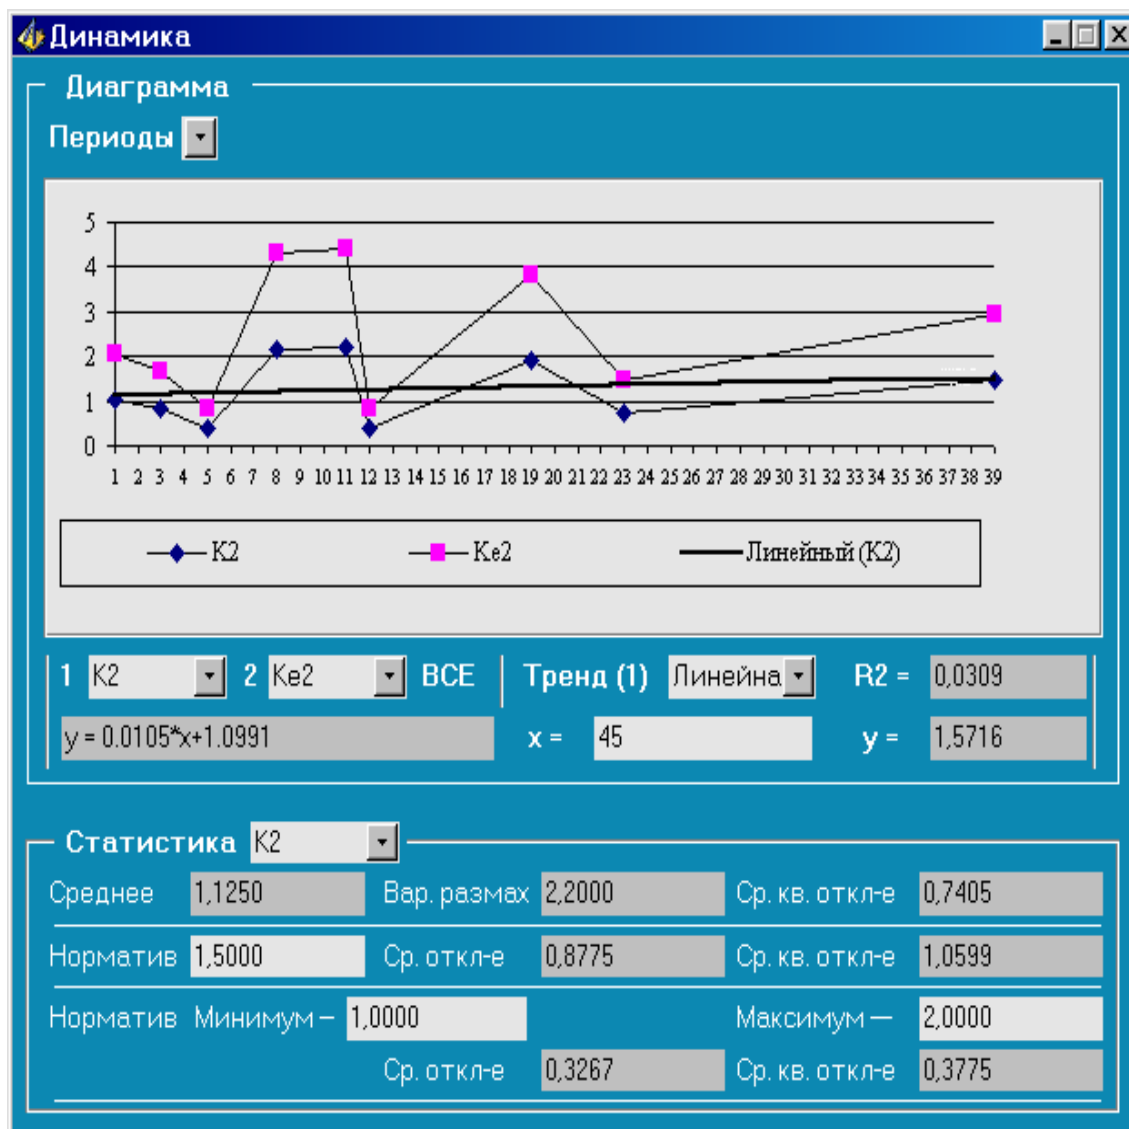 Динамика
Диаграмма
Периоды
5
4
3
2
1
0
1 2 3 4 5 6 7 8 9 10 11 12 13 14 15 16 17 18 19 20 21 22 23 24 25 26 27 28 29 30 31 32 33 34 35 36 37 38 39
K2 Ke2 Линейный (K2)
1 K2 2 Ke2 ВСЕ Тренд (1) Линейна R2 = 0,0309
y = 0.0105*x+1.0991 x = 45 y = 1,5716
Статистика K2
Среднее 1,1250 Вар. размах 2,2000 Ср. кв. откл-е 0,7405
Норматив 1,5000 Ср. откл-е 0,8775 Ср. кв. откл-е 1,0599
Норматив Минимум — 1,0000 Максимум — 2,0000
Ср. откл-е 0,3267 Ср. кв. откл-е 0,3775